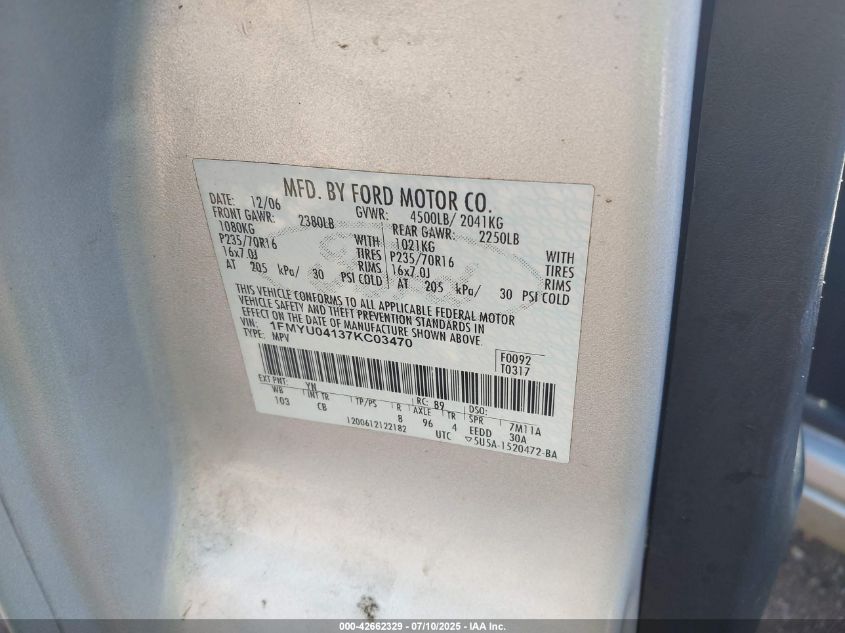 MFD. BY FORD MOTOR CO.
DATE: 12/06 GVWR: 4500LB/ 2041KG
FRONT GAWR: 2380LB REAR GAWR: 2250LB
1080KG WITH 1021KG WITH
P235/70R16 TIRES P235/70R16 TIRES
16x7.0J RIMS 16x7.0J RIMS
AT 205 kPa/ 30 PSI COLD AT 205 kPa/ 30 PSI COLD
THIS VEHICLE CONFORMS TO ALL APPLICABLE FEDERAL MOTOR
VEHICLE SAFETY AND THEFT PREVENTION STANDARDS IN
EFFECT ON THE DATE OF MANUFACTURE SHOWN ABOVE.
VIN: 1FMYU04137KC03470
TYPE: MPV
F0092
T0317
EXT PNT: YN RC: 89 DSO:
WB INT TR TP/PS R AXLE TR SPR 7M11A
103 CB 8 96 4 EEDD 30A
1200612122182 UTC ▽5U5A-1520472-BA
000-42662329 - 07/10/2025 - IAA Inc.